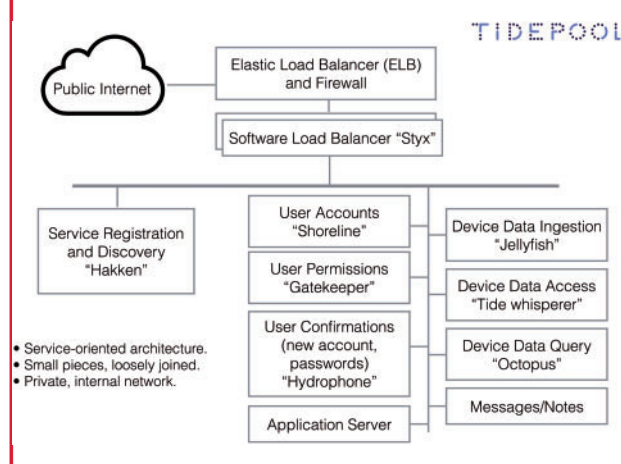 TIDEPOOL
Elastic Load Balancer (ELB)
and Firewall
Public Internet
Software Load Balancer “Styx”
Service Registration
and Discovery
“Hakken”
User Accounts
“Shoreline”
User Permissions
“Gatekeeper”
User Confirmations
(new account,
passwords)
“Hydrophone”
Application Server
Device Data Ingestion
“Jellyfish”
Device Data Access
“Tide whisperer”
Device Data Query
“Octopus”
Messages/Notes
• Service-oriented architecture.
• Small pieces, loosely joined.
• Private, internal network.